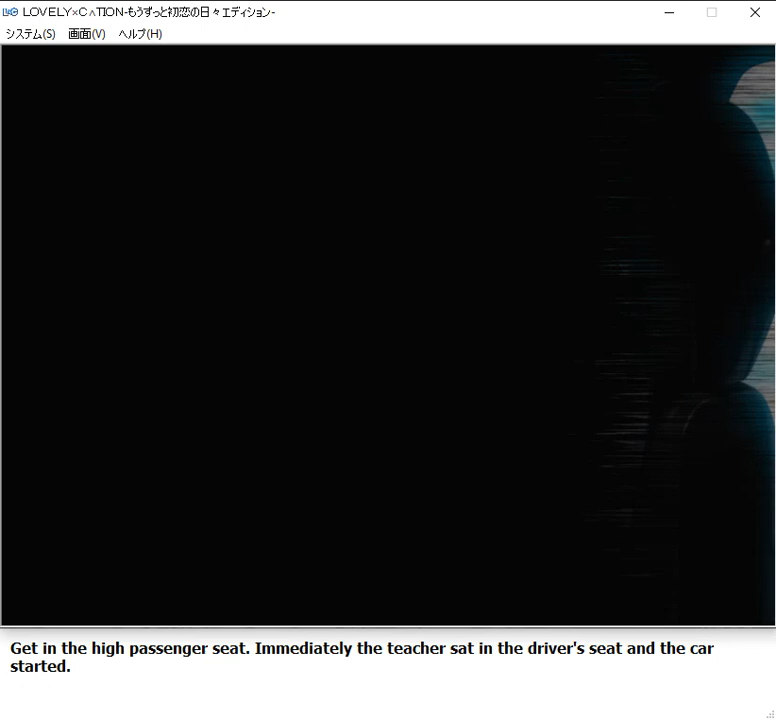 LOVELY×C∧TION-もうずっと初恋の日々エディション-
システム(S) 画面(V) ヘルプ(H)
Get in the high passenger seat. Immediately the teacher sat in the driver's seat and the car
started.